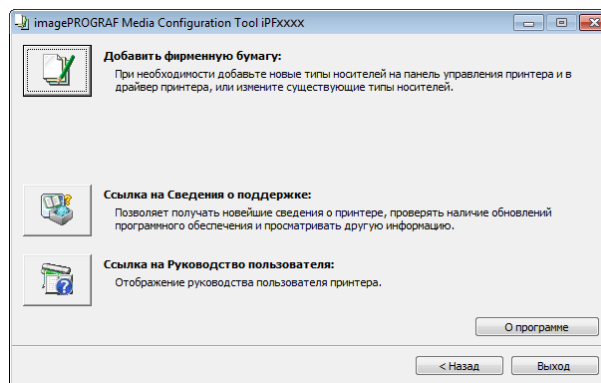 imagePROGRAF Media Configuration Tool iPFxxxx
Добавить фирменную бумагу:
При необходимости добавьте новые типы носителей на панель управления принтера и в
драйвер принтера, или измените существующие типы носителей.
Ссылка на Сведения о поддержке:
Позволяет получать новейшие сведения о принтере, проверять наличие обновлений
программного обеспечения и просматривать другую информацию.
Ссылка на Руководство пользователя:
Отображение руководства пользователя принтера.
О программе
< Назад
Выход